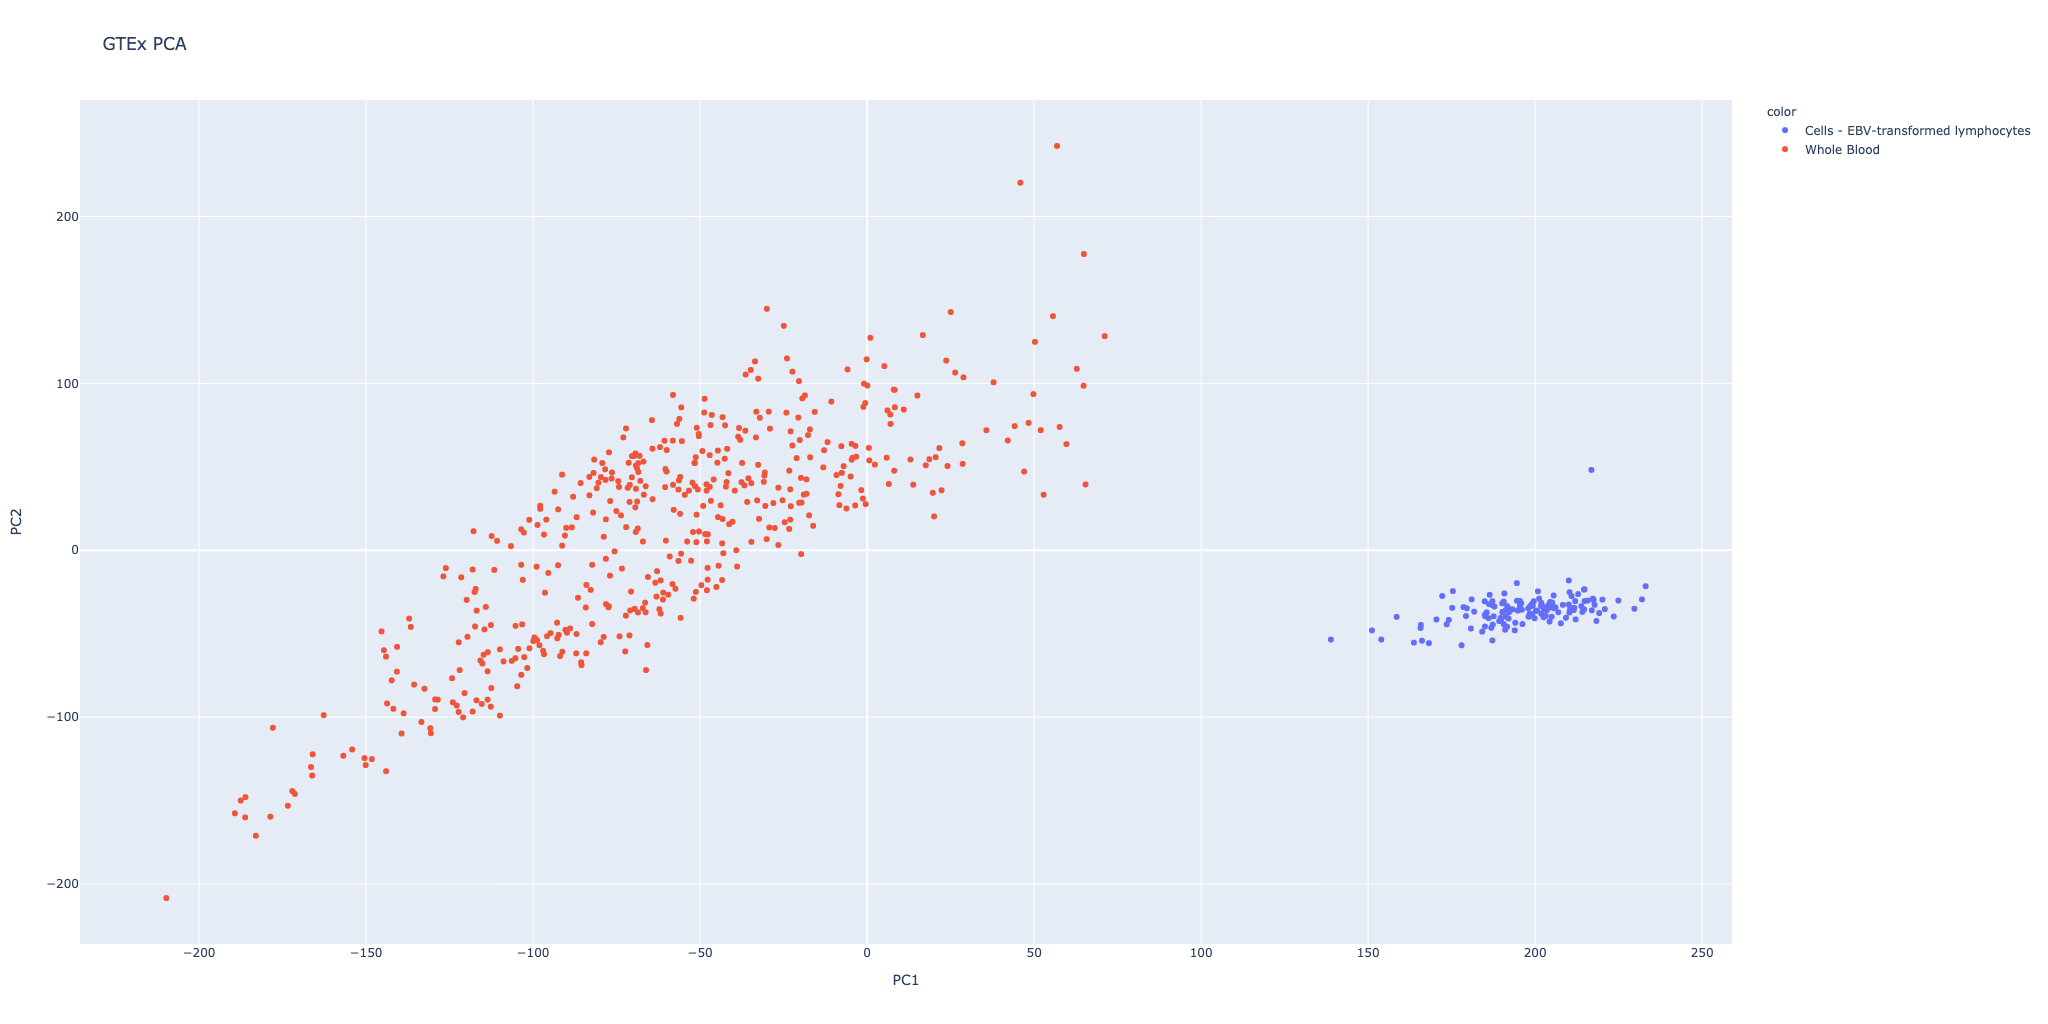 GTEx PCA
color
Cells - EBV-transformed lymphocytes
Whole Blood
200
100
0
−100
−200
PC2
−200 −150 −100 −50 0 50 100 150 200 250
PC1